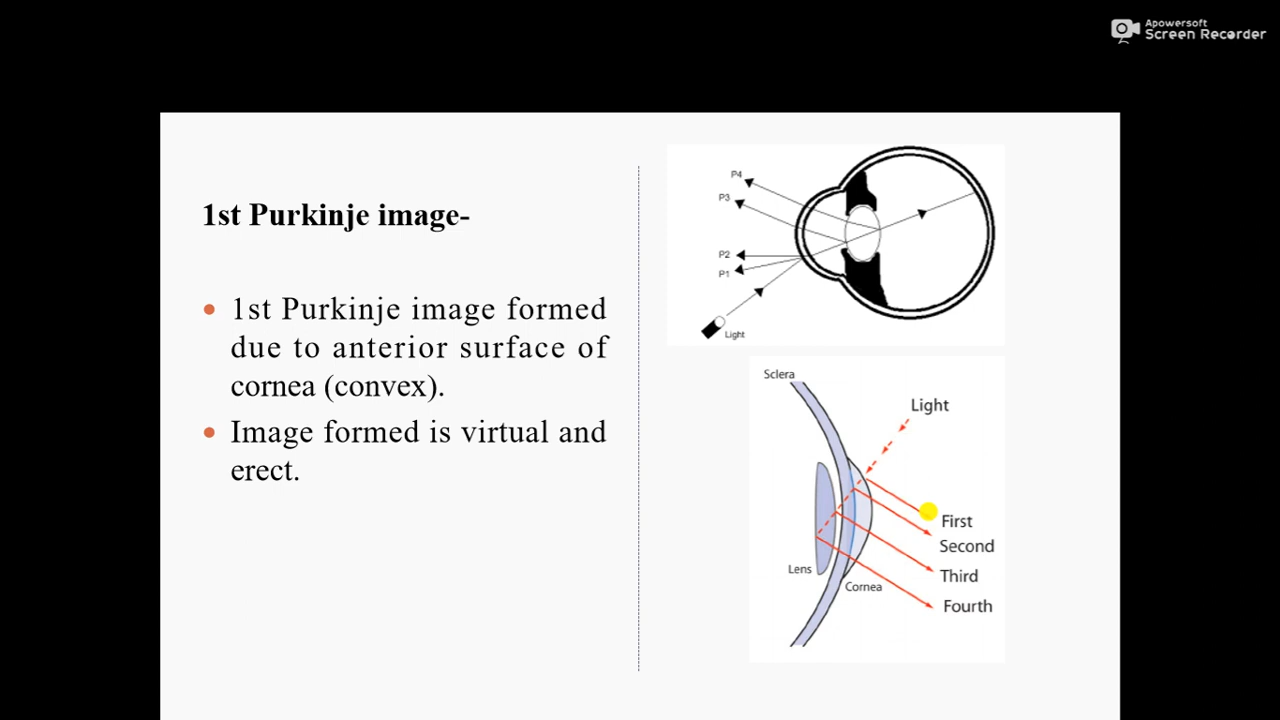 Apowersoft
Screen Recorder
1st Purkinje image-
1st Purkinje image formed
due to anterior surface of
cornea (convex).
Image formed is virtual and
erect.
P4
P3
P2
P1
Light
Sclera
Light
First
Second
Third
Fourth
Lens
Cornea